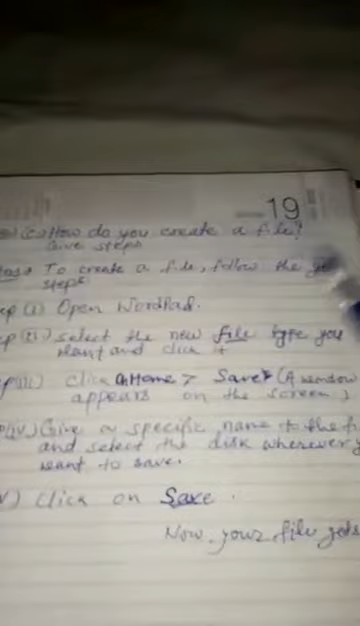 19
How do you create a file?
Give steps
To create a file, follow the
steps
(i) Open WordPad.
select the new file type you
want and click it
Click on Home > Save (A window
appears on the screen)
(iv) Give a specific name to the
and select the disk wherever
want to save.
V) Click on Save.
Now, your file gets